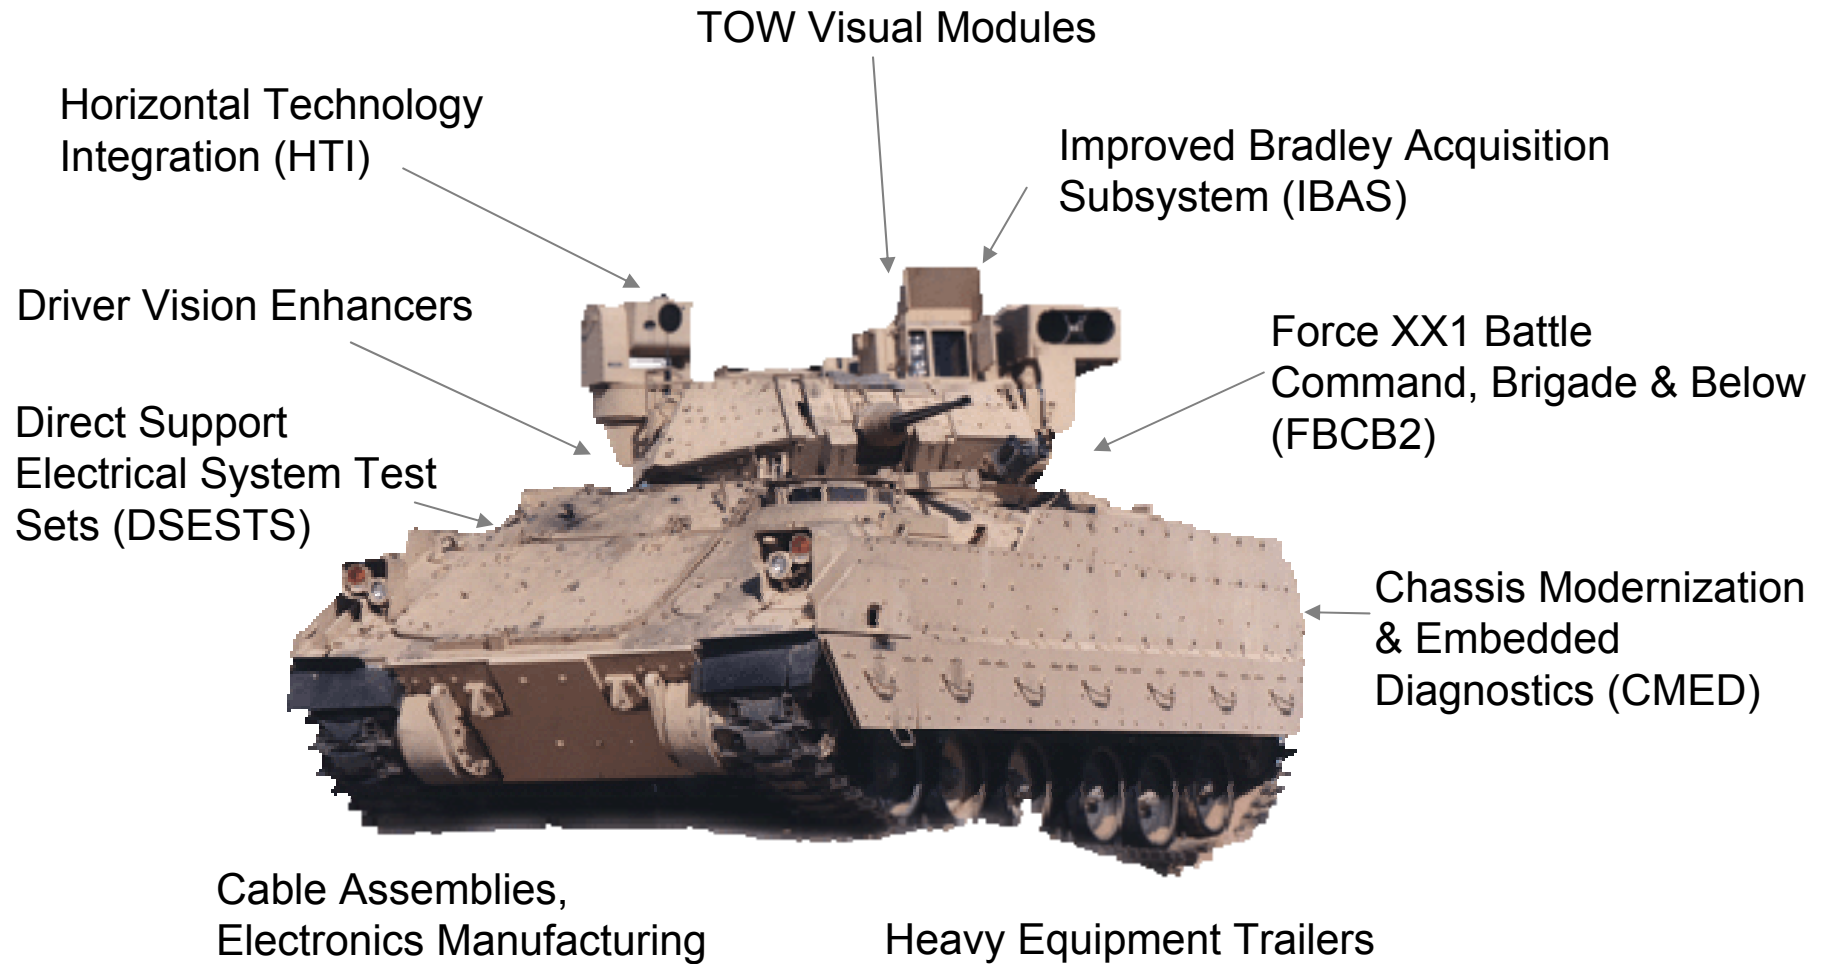 TOW Visual Modules
Horizontal Technology
Integration (HTI)
Improved Bradley Acquisition
Subsystem (IBAS)
Driver Vision Enhancers
Force XX1 Battle
Command, Brigade & Below
(FBCB2)
Direct Support
Electrical System Test
Sets (DSESTS)
Chassis Modernization
& Embedded
Diagnostics (CMED)
Cable Assemblies,
Electronics Manufacturing
Heavy Equipment Trailers